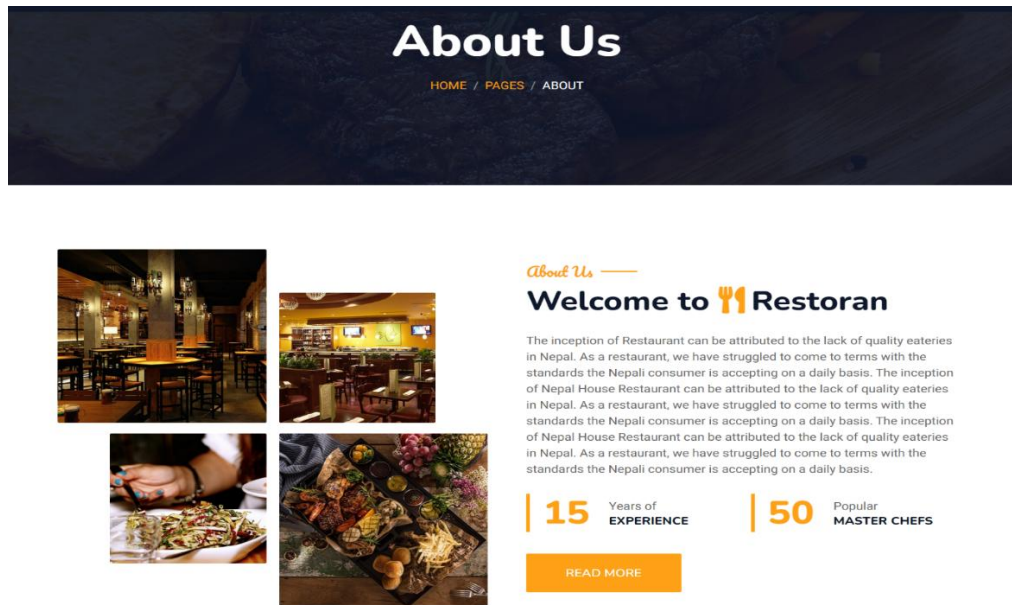 About Us
HOME / PAGES / ABOUT
About Us
Welcome to Restoran
The inception of Restaurant can be attributed to the lack of quality eateries
in Nepal. As a restaurant, we have struggled to come to terms with the
standards the Nepali consumer is accepting on a daily basis. The inception
of Nepal House Restaurant can be attributed to the lack of quality eateries
in Nepal. As a restaurant, we have struggled to come to terms with the
standards the Nepali consumer is accepting on a daily basis. The inception
of Nepal House Restaurant can be attributed to the lack of quality eateries
in Nepal. As a restaurant, we have struggled to come to terms with the
standards the Nepali consumer is accepting on a daily basis.
15 Years of
EXPERIENCE
50 Popular
MASTER CHEFS
READ MORE